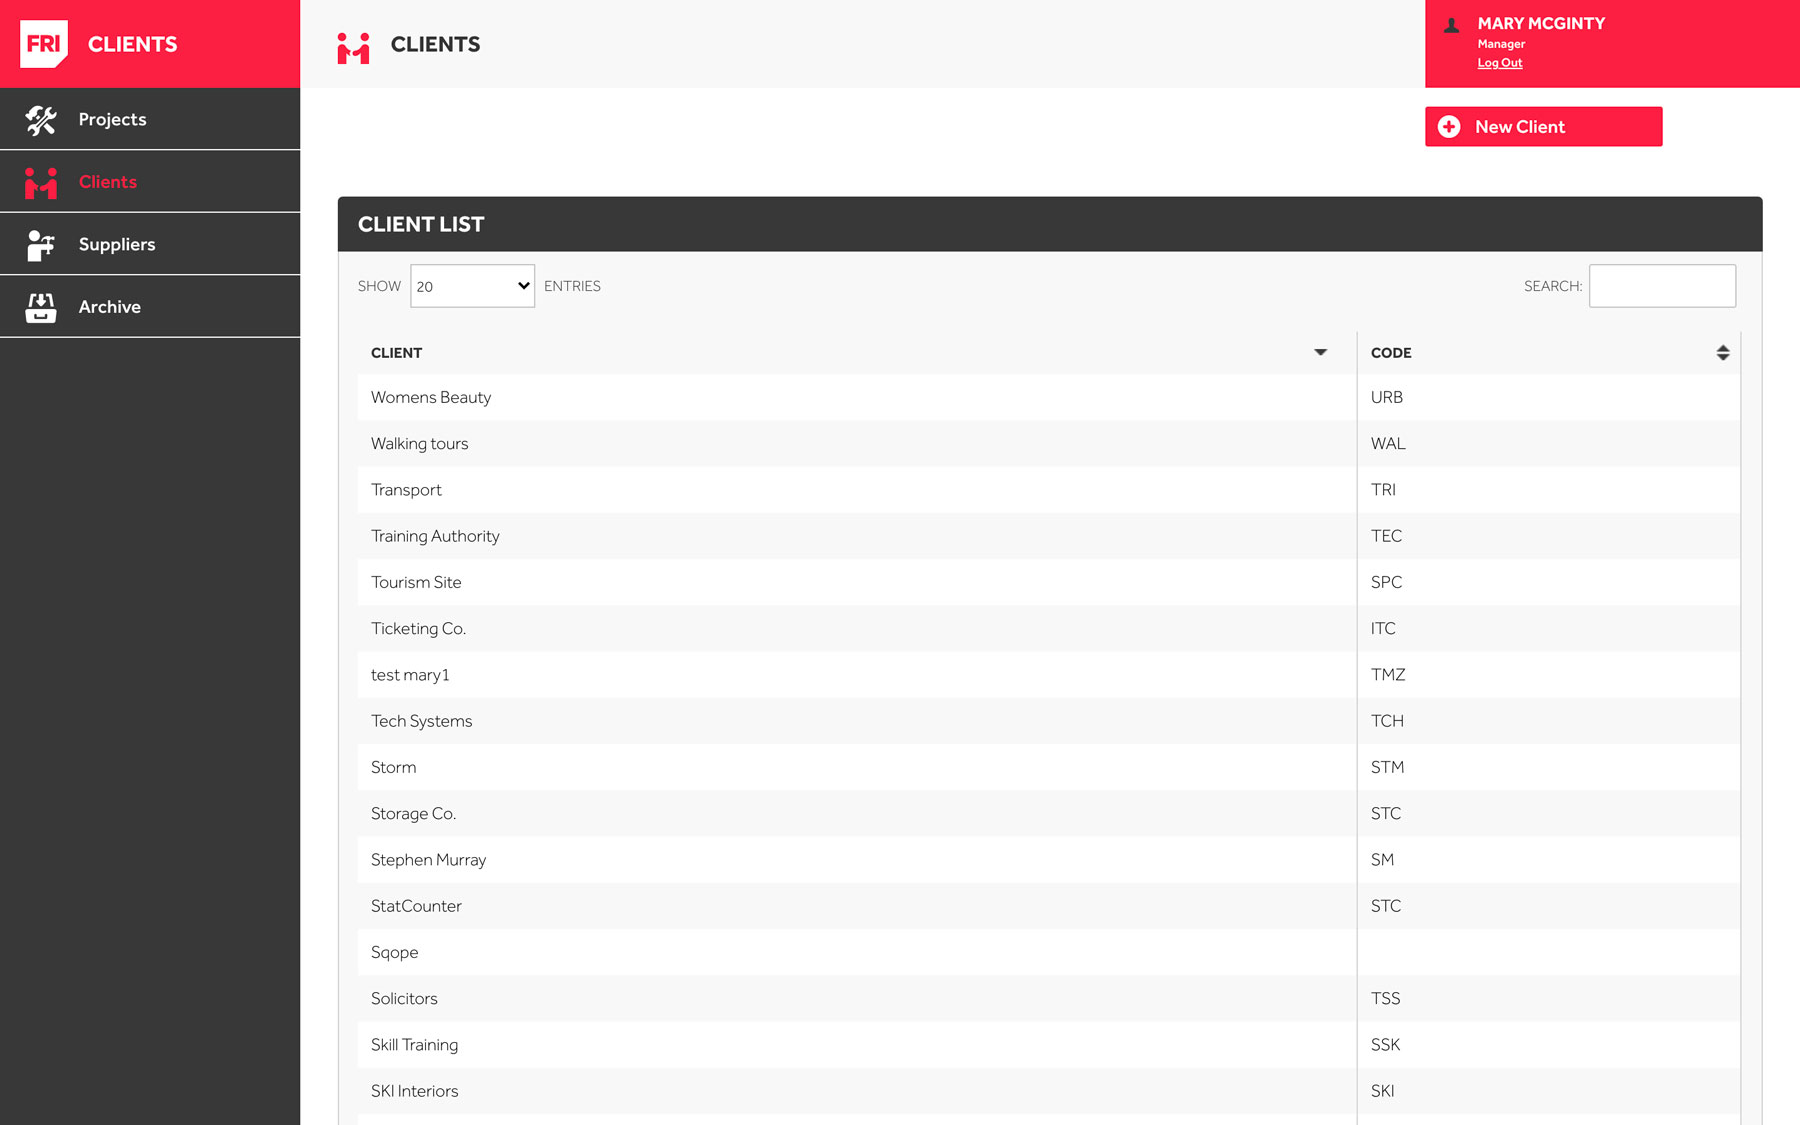 FRI CLIENTS
CLIENTS
MARY MCGINTY
Manager
Log Out
Projects
Clients
Suppliers
Archive
New Client
CLIENT LIST
SHOW 20 ENTRIES
SEARCH:
CLIENT CODE
Womens Beauty URB
Walking tours WAL
Transport TRI
Training Authority TEC
Tourism Site SPC
Ticketing Co. ITC
test mary1 TMZ
Tech Systems TCH
Storm STM
Storage Co. STC
Stephen Murray SM
StatCounter STC
Sqope
Solicitors TSS
Skill Training SSK
SKI Interiors SKI